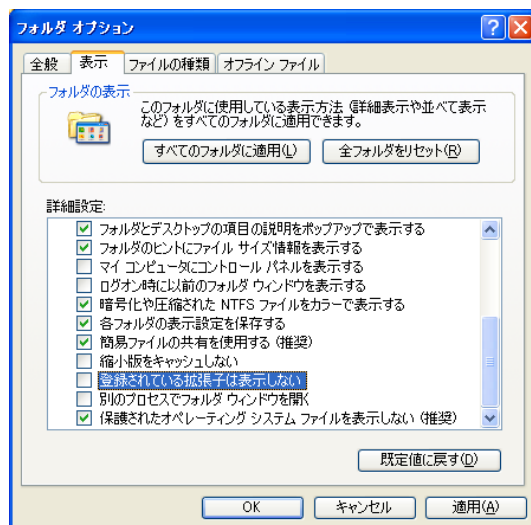 フォルダ オプション
全般
表示
ファイルの種類
オフライン ファイル
フォルダの表示
このフォルダに使用している表示方法 (詳細表示や並べて表示
など) をすべてのフォルダに適用できます。
すべてのフォルダに適用(L)
全フォルダをリセット(R)
詳細設定:
フォルダとデスクトップの項目の説明をポップアップで表示する
フォルダのヒントにファイル サイズ情報を表示する
マイ コンピュータにコントロール パネルを表示する
ログオン時に以前のフォルダ ウィンドウを表示する
暗号化や圧縮された NTFS ファイルをカラーで表示する
各フォルダの表示設定を保存する
簡易ファイルの共有を使用する (推奨)
縮小版をキャッシュしない
登録されている拡張子は表示しない
別のプロセスでフォルダ ウィンドウを開く
保護されたオペレーティング システム ファイルを表示しない (推奨)
既定値に戻す(D)
OK
キャンセル
適用(A)